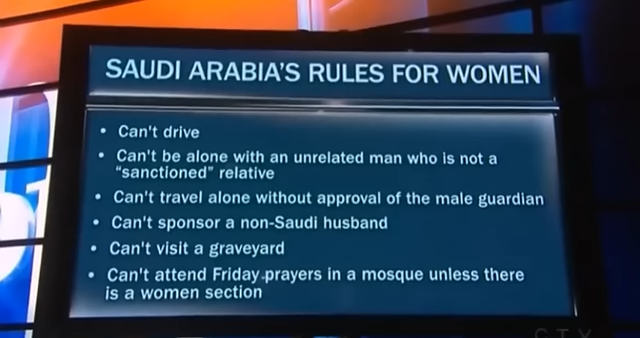 SAUDI ARABIA'S RULES FOR WOMEN
• Can't drive
• Can't be alone with an unrelated man who is not a
"sanctioned" relative
• Can't travel alone without approval of the male guardian
• Can't sponsor a non-Saudi husband
• Can't visit a graveyard
• Can't attend Friday prayers in a mosque unless there
is a women section
CTV